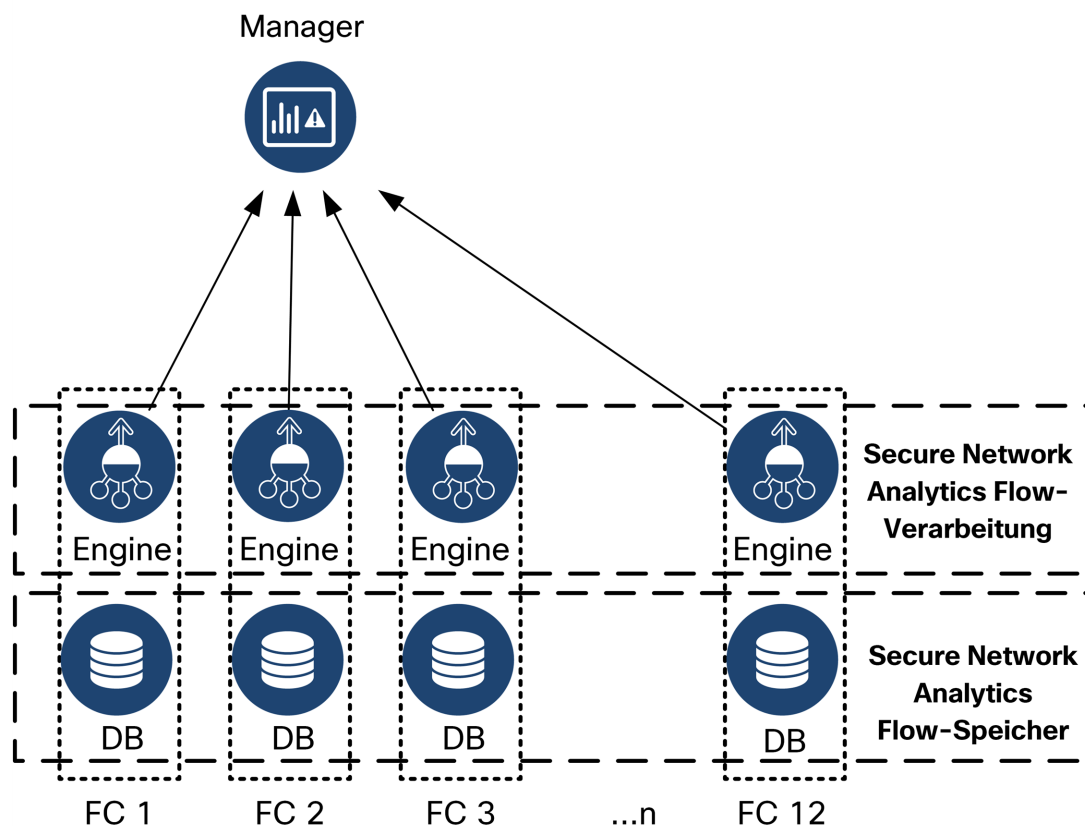 Manager
Engine
Engine
Engine
Engine
Secure Network
Analytics Flow-
Verarbeitung
DB
DB
DB
DB
Secure Network
Analytics
Flow-Speicher
FC 1
FC 2
FC 3
...n
FC 12